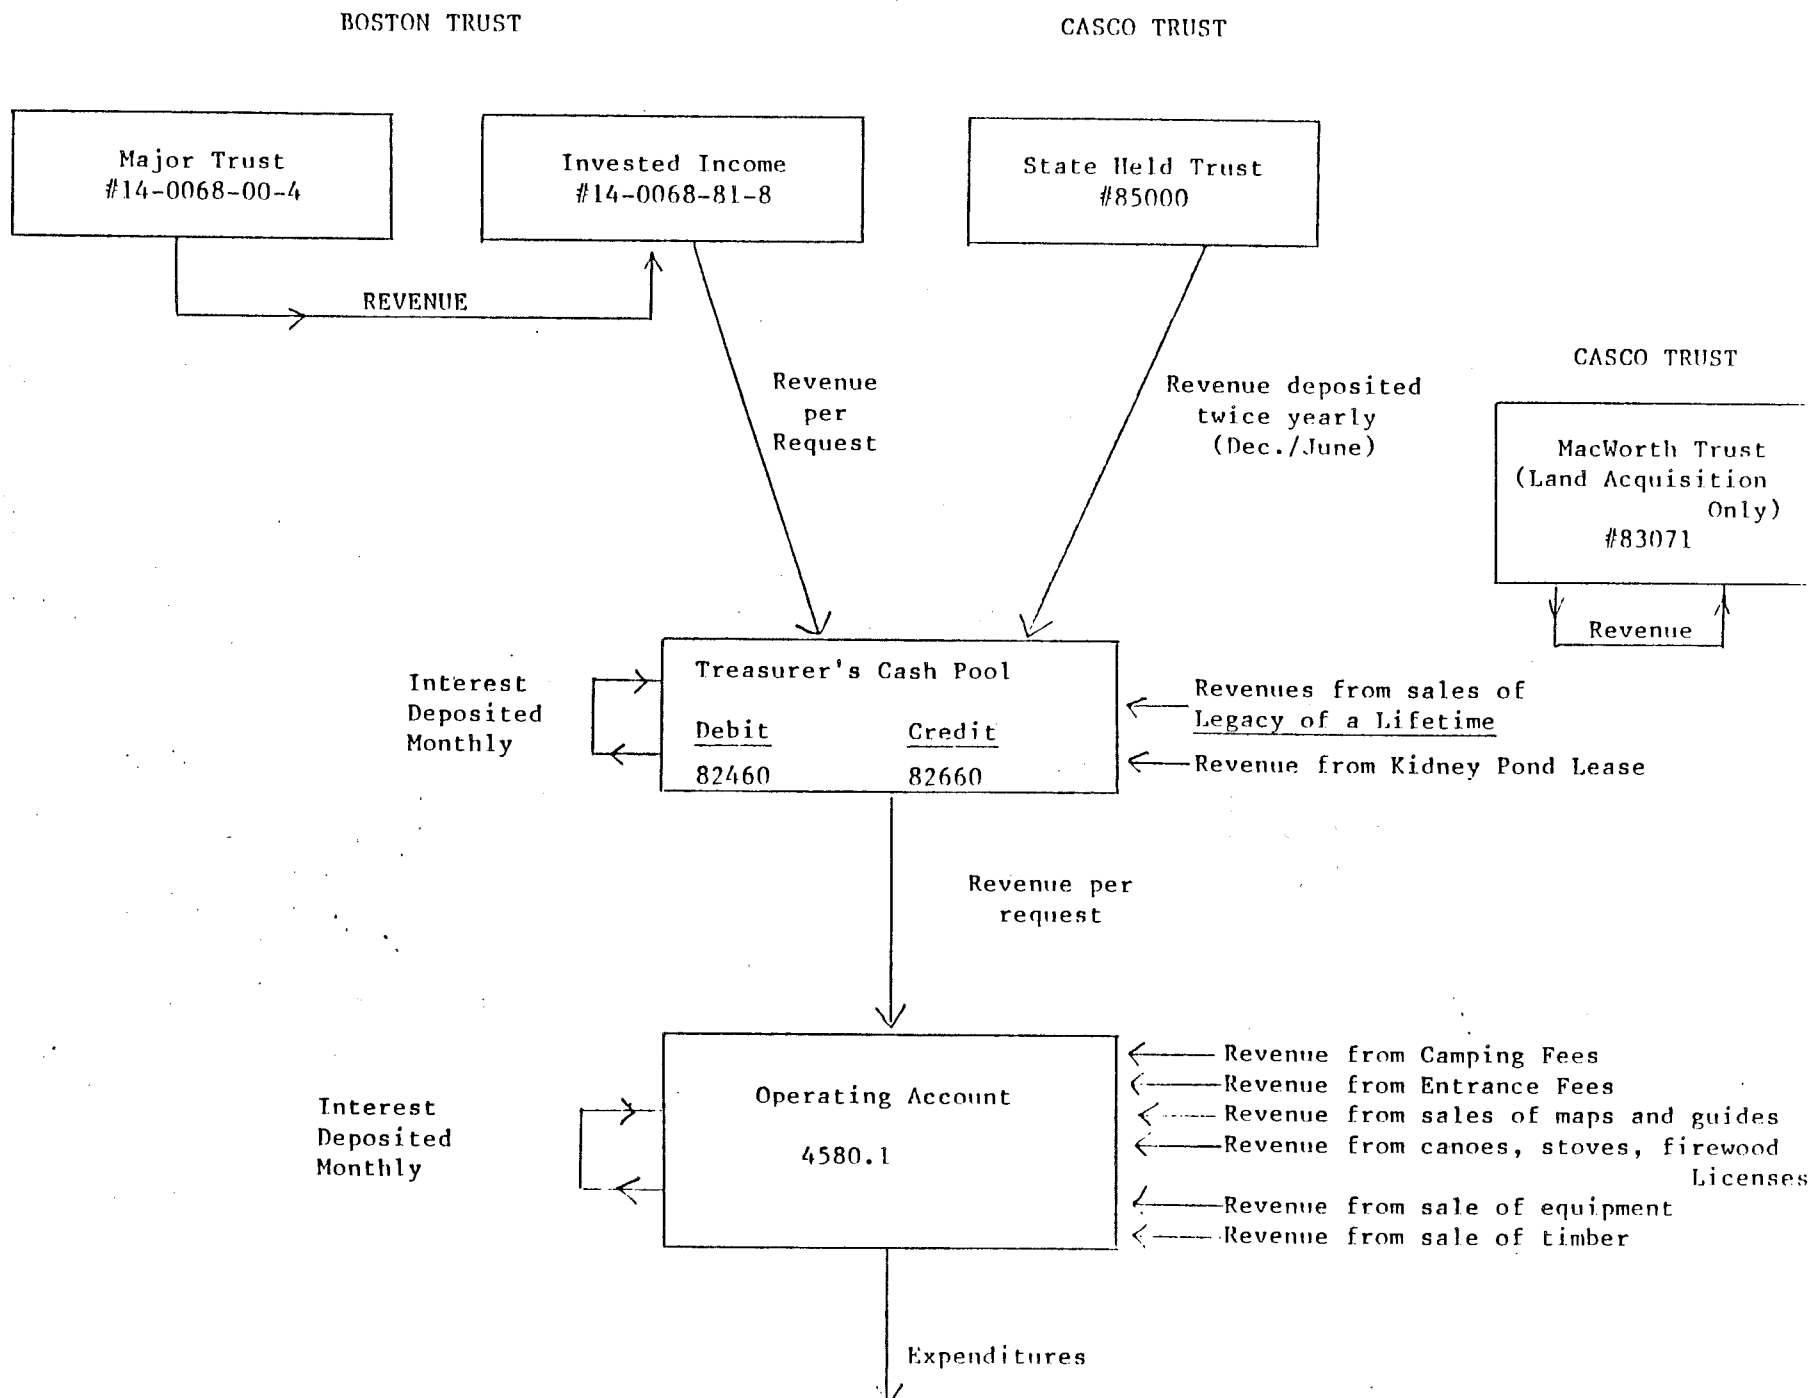 BOSTON TRUST
CASCO TRUST
Major Trust
#14-0068-00-4
Invested Income
#14-0068-81-8
State Held Trust
#85000
REVENUE
Revenue
per
Request
Revenue deposited
twice yearly
(Dec./June)
CASCO TRUST
MacWorth Trust
(Land Acquisition
Only)
#83071
Revenue
Interest
Deposited
Monthly
Treasurer's Cash Pool
Debit
Credit
82460
82660
Revenues from sales of
Legacy of a Lifetime
Revenue from Kidney Pond Lease
Revenue per
request
Interest
Deposited
Monthly
Operating Account
4580.1
Revenue from Camping Fees
Revenue from Entrance Fees
Revenue from sales of maps and guides
Revenue from canoes, stoves, firewood
Licenses
Revenue from sale of equipment
Revenue from sale of timber
Expenditures